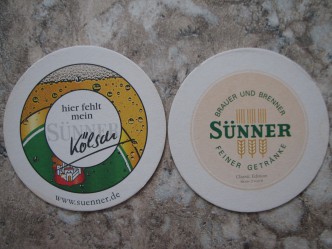 hier fehlt
mein
SÜNNER
Kölsch
www.suenner.de
BRAUER UND BRENNER
SÜNNER
FEINER GETRÄNKE